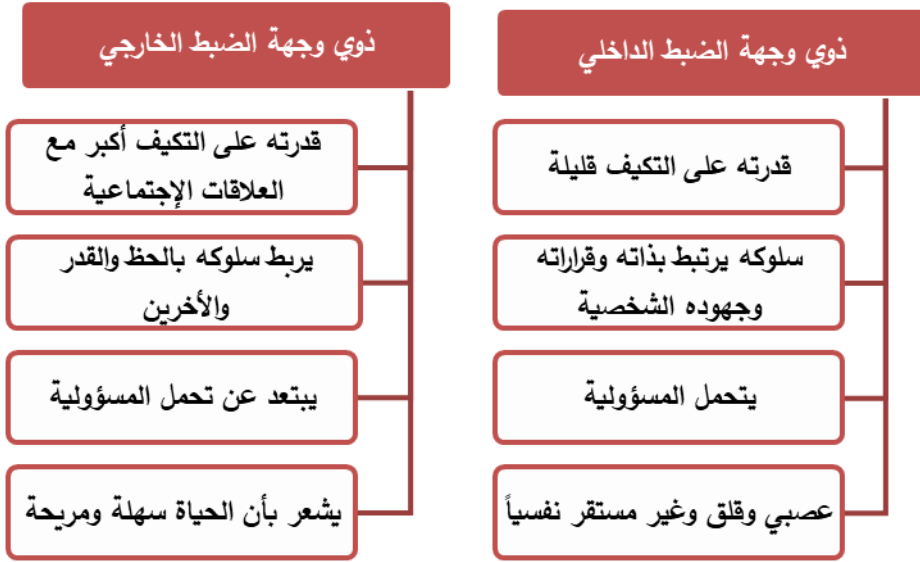 ذوي وجهة الضبط الداخلي
قدرته على التكيف قليلة
سلوكه يرتبط بذاته وقراراته
وجهوده الشخصية
يتحمل المسؤولية
عصبي وقلق وغير مستقر نفسياً
ذوي وجهة الضبط الخارجي
قدرته على التكيف أكبر مع
العلاقات الإجتماعية
يربط سلوكه بالحظ والقدر
والأخرين
يبتعد عن تحمل المسؤولية
يشعر بأن الحياة سهلة ومريحة